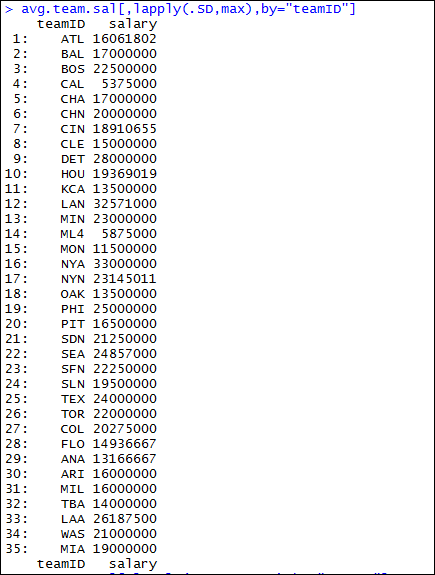 > avg.team.sal[,lapply(.SD,max),by="teamID"]
teamID salary
1: ATL 16061802
2: BAL 17000000
3: BOS 22500000
4: CAL 5375000
5: CHA 17000000
6: CHN 20000000
7: CIN 18910655
8: CLE 15000000
9: DET 28000000
10: HOU 19369019
11: KCA 13500000
12: LAN 32571000
13: MIN 23000000
14: ML4 5875000
15: MON 11500000
16: NYA 33000000
17: NYN 23145011
18: OAK 13500000
19: PHI 25000000
20: PIT 16500000
21: SDN 21250000
22: SEA 24857000
23: SFN 22250000
24: SLN 19500000
25: TEX 24000000
26: TOR 22000000
27: COL 20275000
28: FLO 14936667
29: ANA 13166667
30: ARI 16000000
31: MIL 16000000
32: TBA 14000000
33: LAA 26187500
34: WAS 21000000
35: MIA 19000000
teamID salary